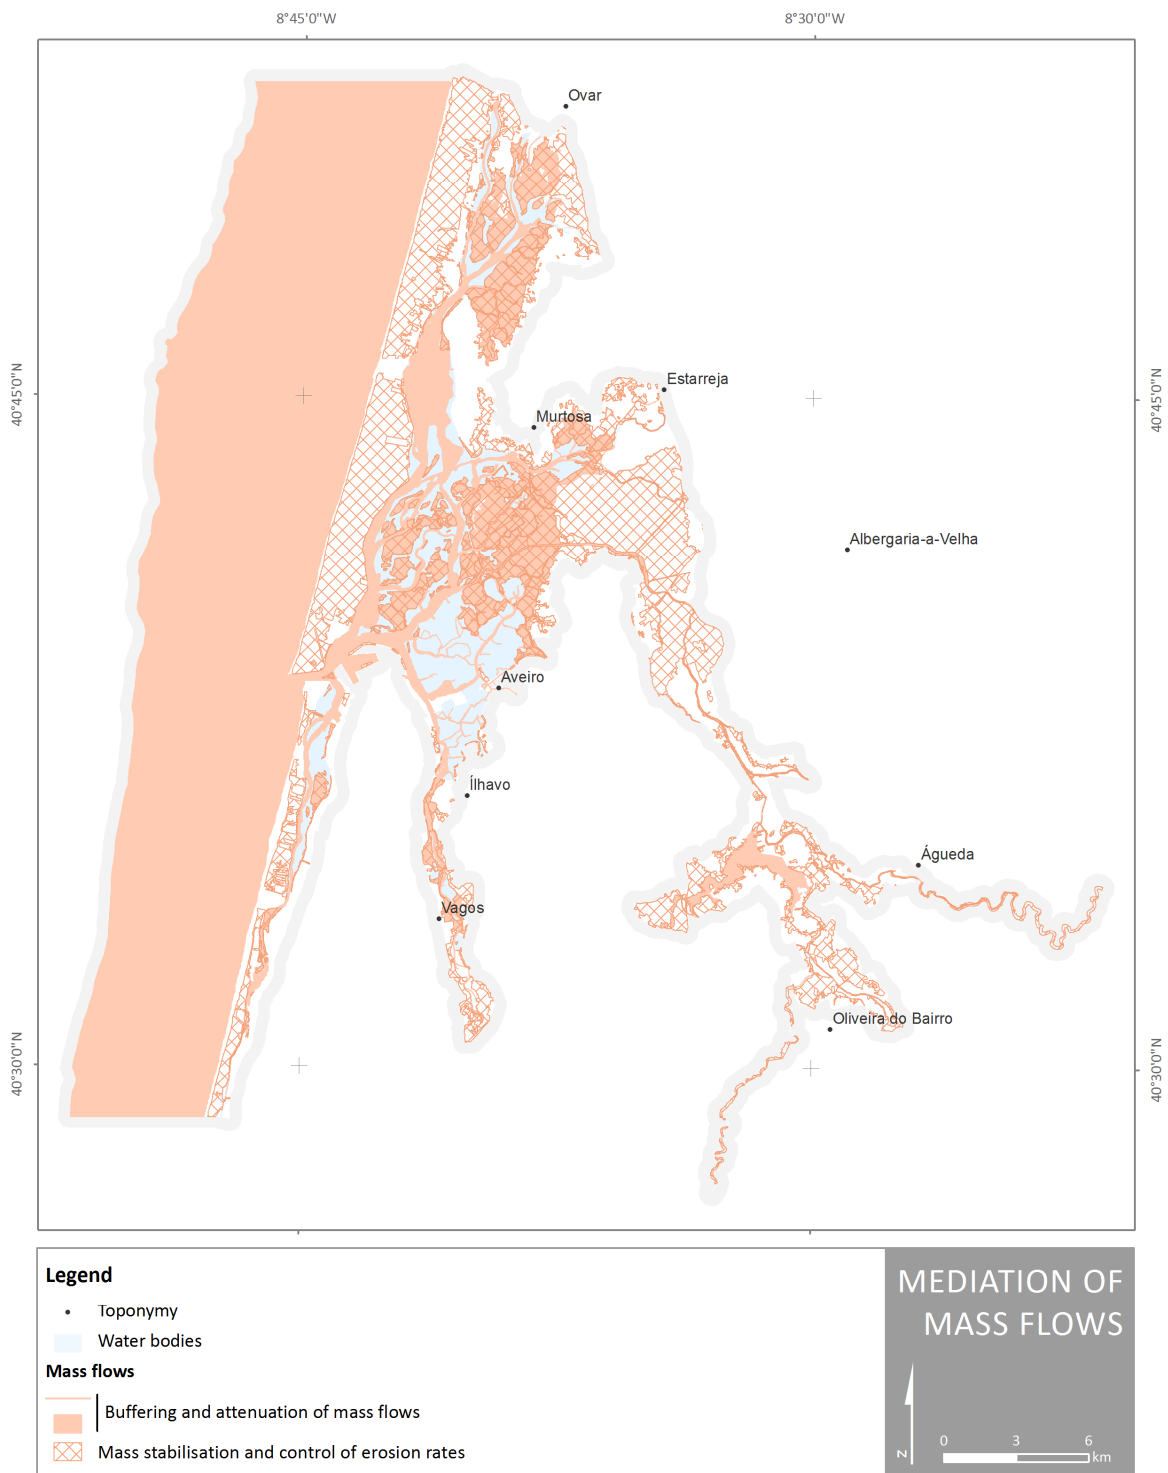 8°45'0"W
8°30'0"W
Ovar
40°45'0"N
40°45'0"N
Estarreja
Murtosa
Albergaria-a-Velha
Aveiro
Ílhavo
Águeda
Vagos
Oliveira do Bairro
40°30'0"N
40°30'0"N
Legend
Toponymy
Water bodies
Mass flows
Buffering and attenuation of mass flows
Mass stabilisation and control of erosion rates
MEDIATION OF
MASS FLOWS
N
0 3 6
km